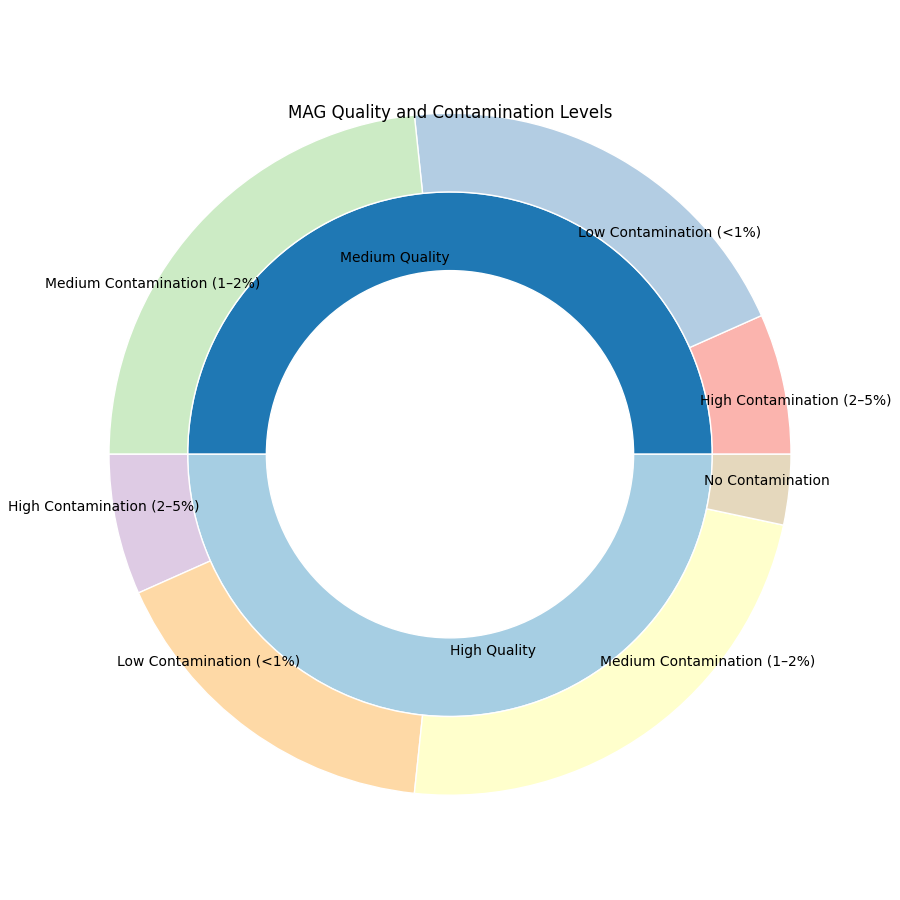 MAG Quality and Contamination Levels
Low Contamination (<1%)
Medium Quality
Medium Contamination (1–2%)
High Contamination (2–5%)
No Contamination
High Contamination (2–5%)
High Quality
Low Contamination (<1%)
Medium Contamination (1–2%)